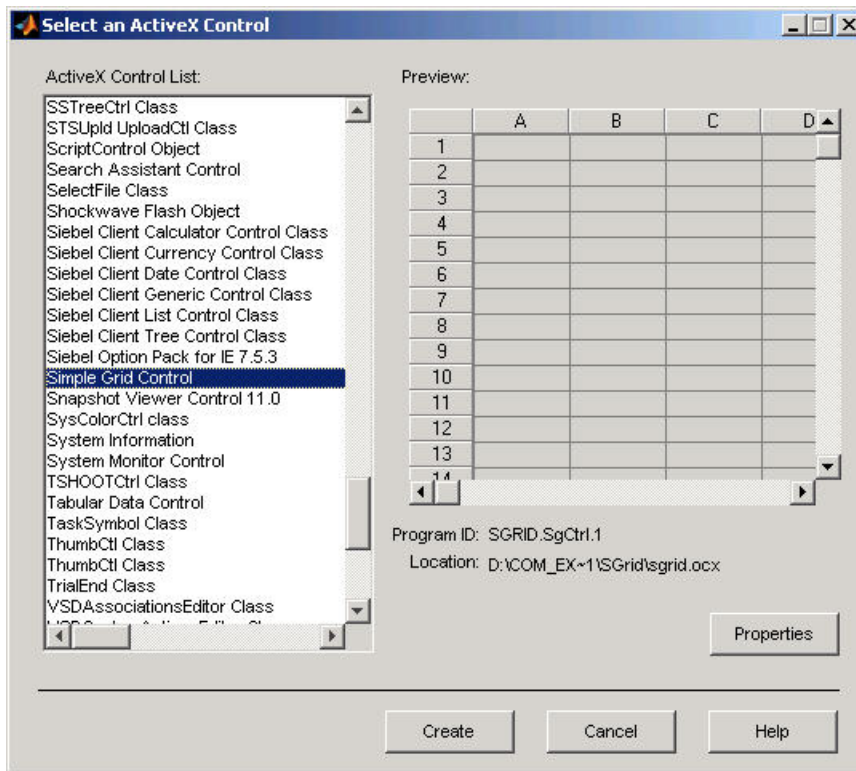 Select an ActiveX Control
ActiveX Control List:
SSTreeCtrl Class
STSUpld UploadCtl Class
ScriptControl Object
Search Assistant Control
SelectFile Class
Shockwave Flash Object
Siebel Client Calculator Control Class
Siebel Client Currency Control Class
Siebel Client Date Control Class
Siebel Client Generic Control Class
Siebel Client List Control Class
Siebel Client Tree Control Class
Siebel Option Pack for IE 7.5.3
Simple Grid Control
Snapshot Viewer Control 11.0
SysColorCtrl class
System Information
System Monitor Control
TSHOOTCtrl Class
Tabular Data Control
TaskSymbol Class
ThumbCtl Class
ThumbCtl Class
TrialEnd Class
VSDAssociationsEditor Class
Preview:
A B C D
1
2
3
4
5
6
7
8
9
10
11
12
13
14
Program ID: SGRID.SgCtrl.1
Location: D:\COM_EX~1\SGrid\sgrid.ocx
Properties
Create Cancel Help